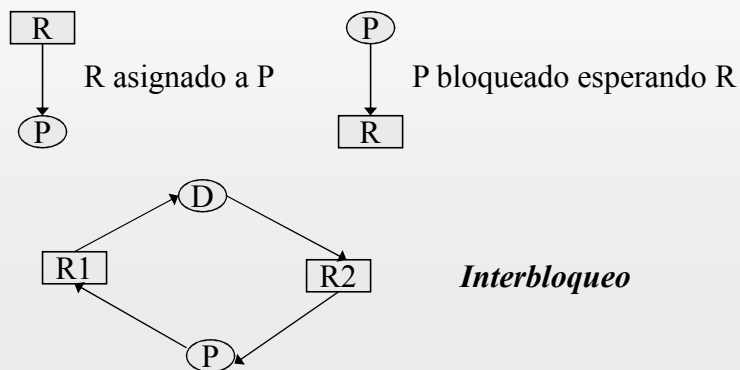 R
P
R asignado a P
P bloqueado esperando R
P
R
D
R1
R2
Interbloqueo
P